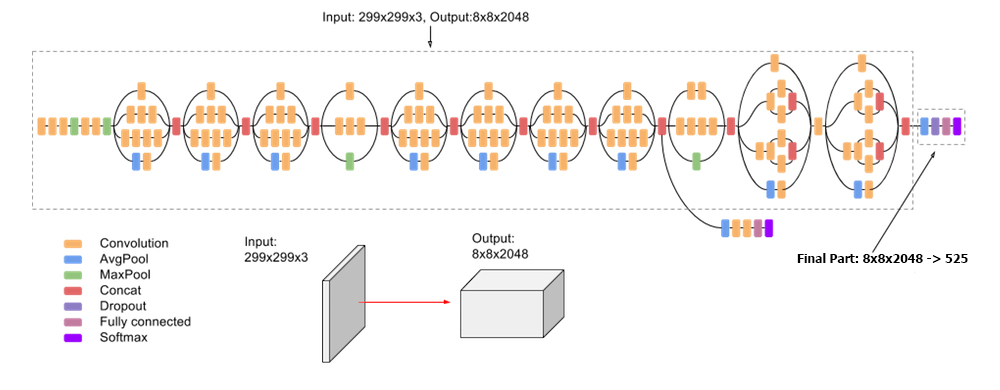 Input: 299x299x3, Output:8x8x2048
Final Part: 8x8x2048 -> 525
Convolution
AvgPool
MaxPool
Concat
Dropout
Fully connected
Softmax
Input:
299x299x3
Output:
8x8x2048